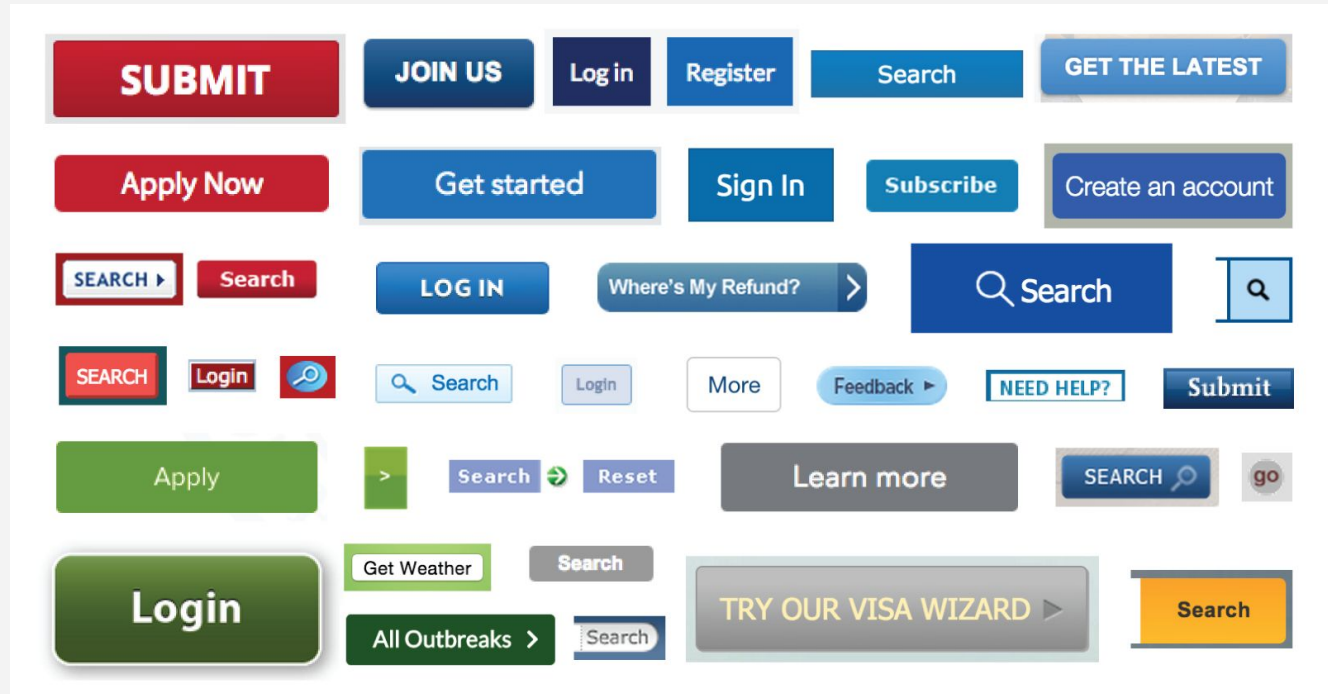 SUBMIT
JOIN US
Log in
Register
Search
GET THE LATEST
Apply Now
Get started
Sign In
Subscribe
Create an account
SEARCH
Search
LOG IN
Where's My Refund?
Search
SEARCH
Login
Search
Login
More
Feedback
NEED HELP?
Submit
Apply
>
Search
Reset
Learn more
SEARCH
go
Login
Get Weather
Search
All Outbreaks
Search
TRY OUR VISA WIZARD
Search